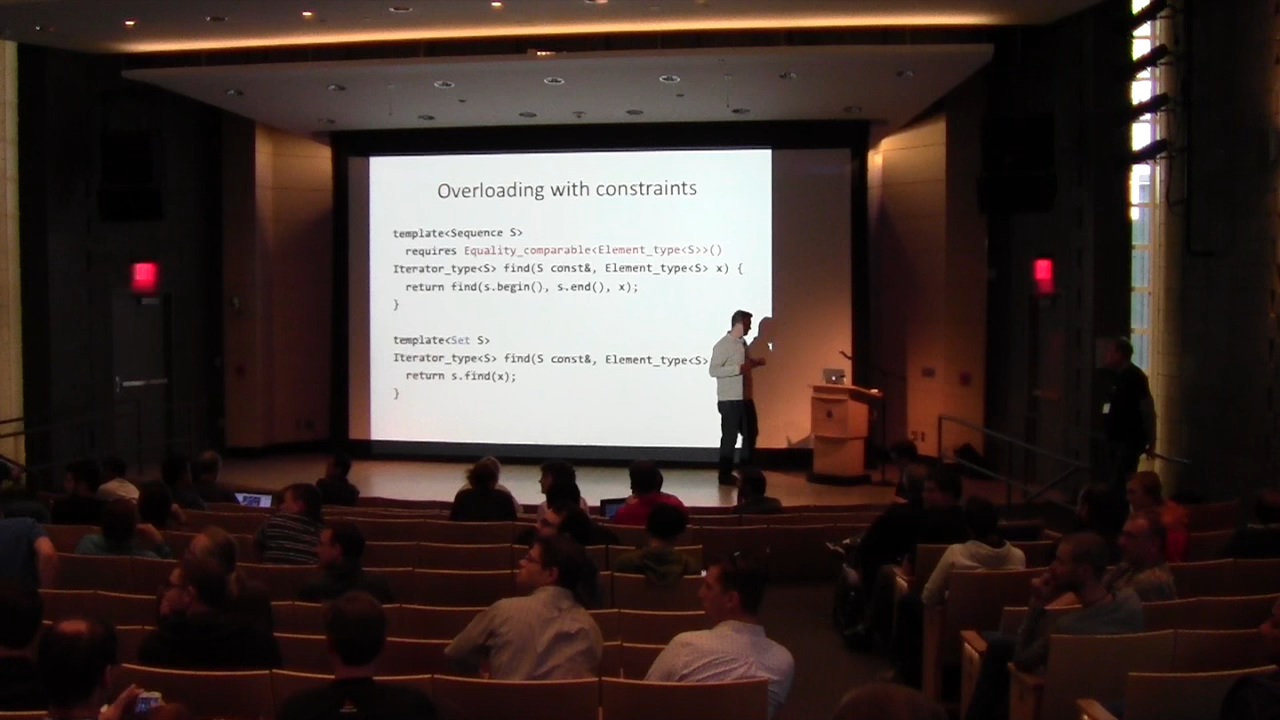 Overloading with constraints
template<Sequence S>
requires Equality_comparable<Element_type<S>>()
Iterator_type<S> find(S const&, Element_type<S> x) {
return find(s.begin(), s.end(), x);
}
template<Set S>
Iterator_type<S> find(S const&, Element_type<S>
return s.find(x);
}